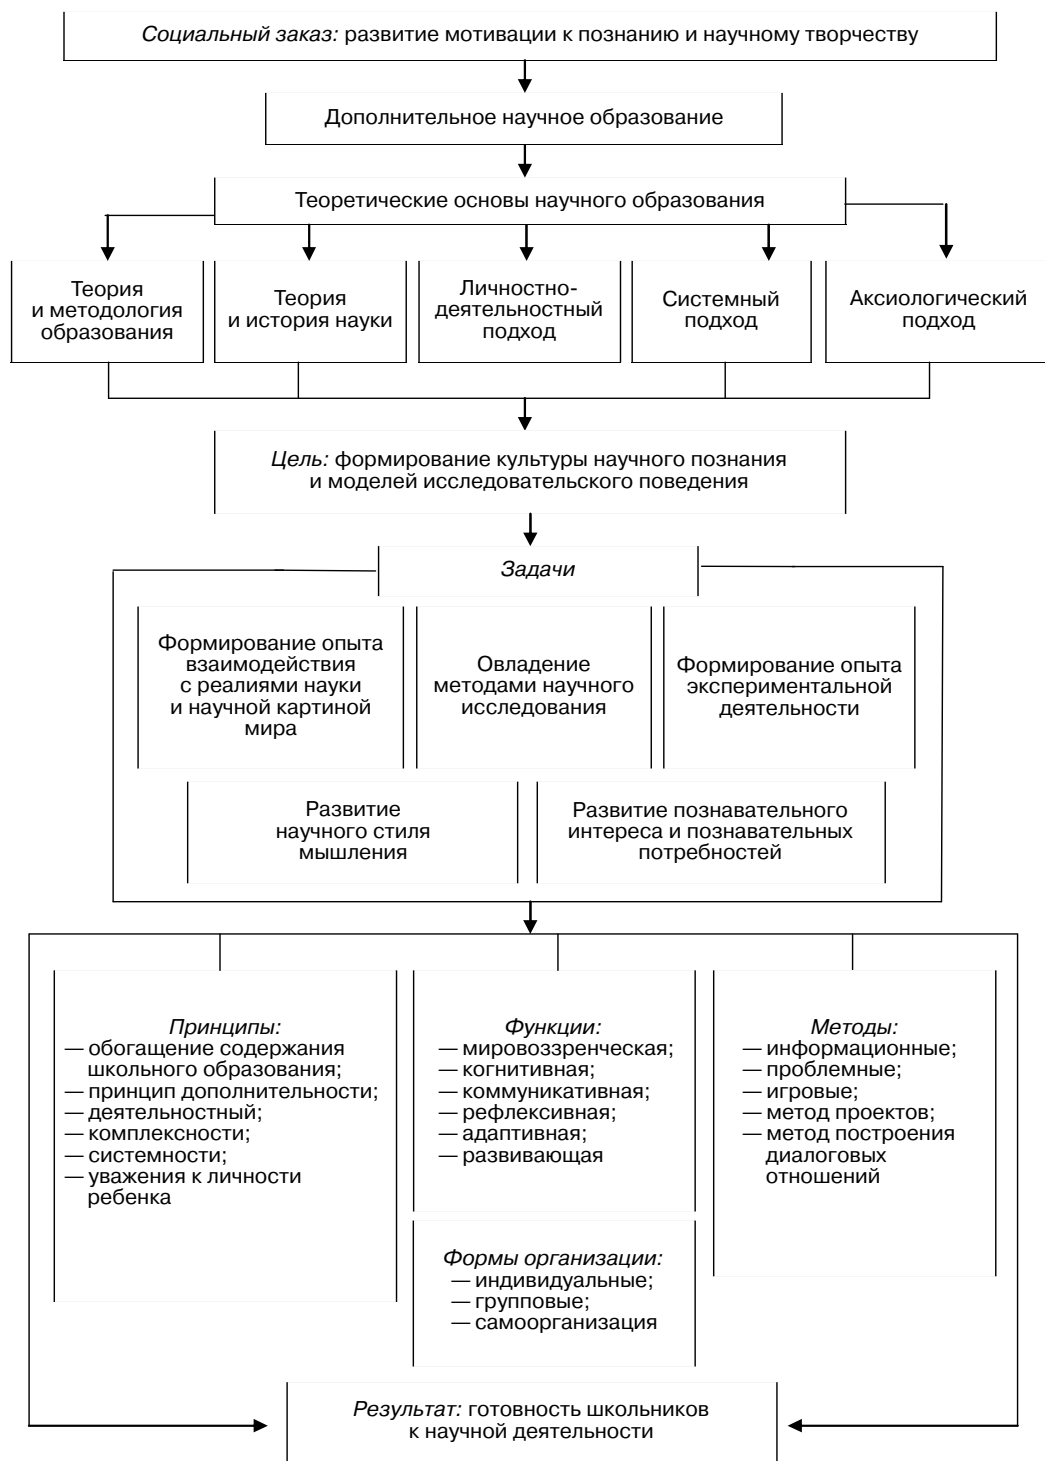 Социальный заказ: развитие мотивации к познанию и научному творчеству
Дополнительное научное образование
Теоретические основы научного образования
Теория
и методология
образования
Теория
и история науки
Личностно-
деятельностный
подход
Системный
подход
Аксиологический
подход
Цель: формирование культуры научного познания
и моделей исследовательского поведения
Задачи
Формирование опыта
взаимодействия
с реалиями науки
и научной картиной
мира
Овладение
методами научного
исследования
Формирование опыта
экспериментальной
деятельности
Развитие
научного стиля
мышления
Развитие познавательного
интереса и познавательных
потребностей
Принципы:
— обогащение содержания
школьного образования;
— принцип дополнительности;
— деятельностный;
— комплексности;
— системности;
— уважения к личности
ребенка
Функции:
— мировоззренческая;
— когнитивная;
— коммуникативная;
— рефлексивная;
— адаптивная;
— развивающая
Методы:
— информационные;
— проблемные;
— игровые;
— метод проектов;
— метод построения
диалоговых
отношений
Формы организации:
— индивидуальные;
— групповые;
— самоорганизация
Результат: готовность школьников
к научной деятельности